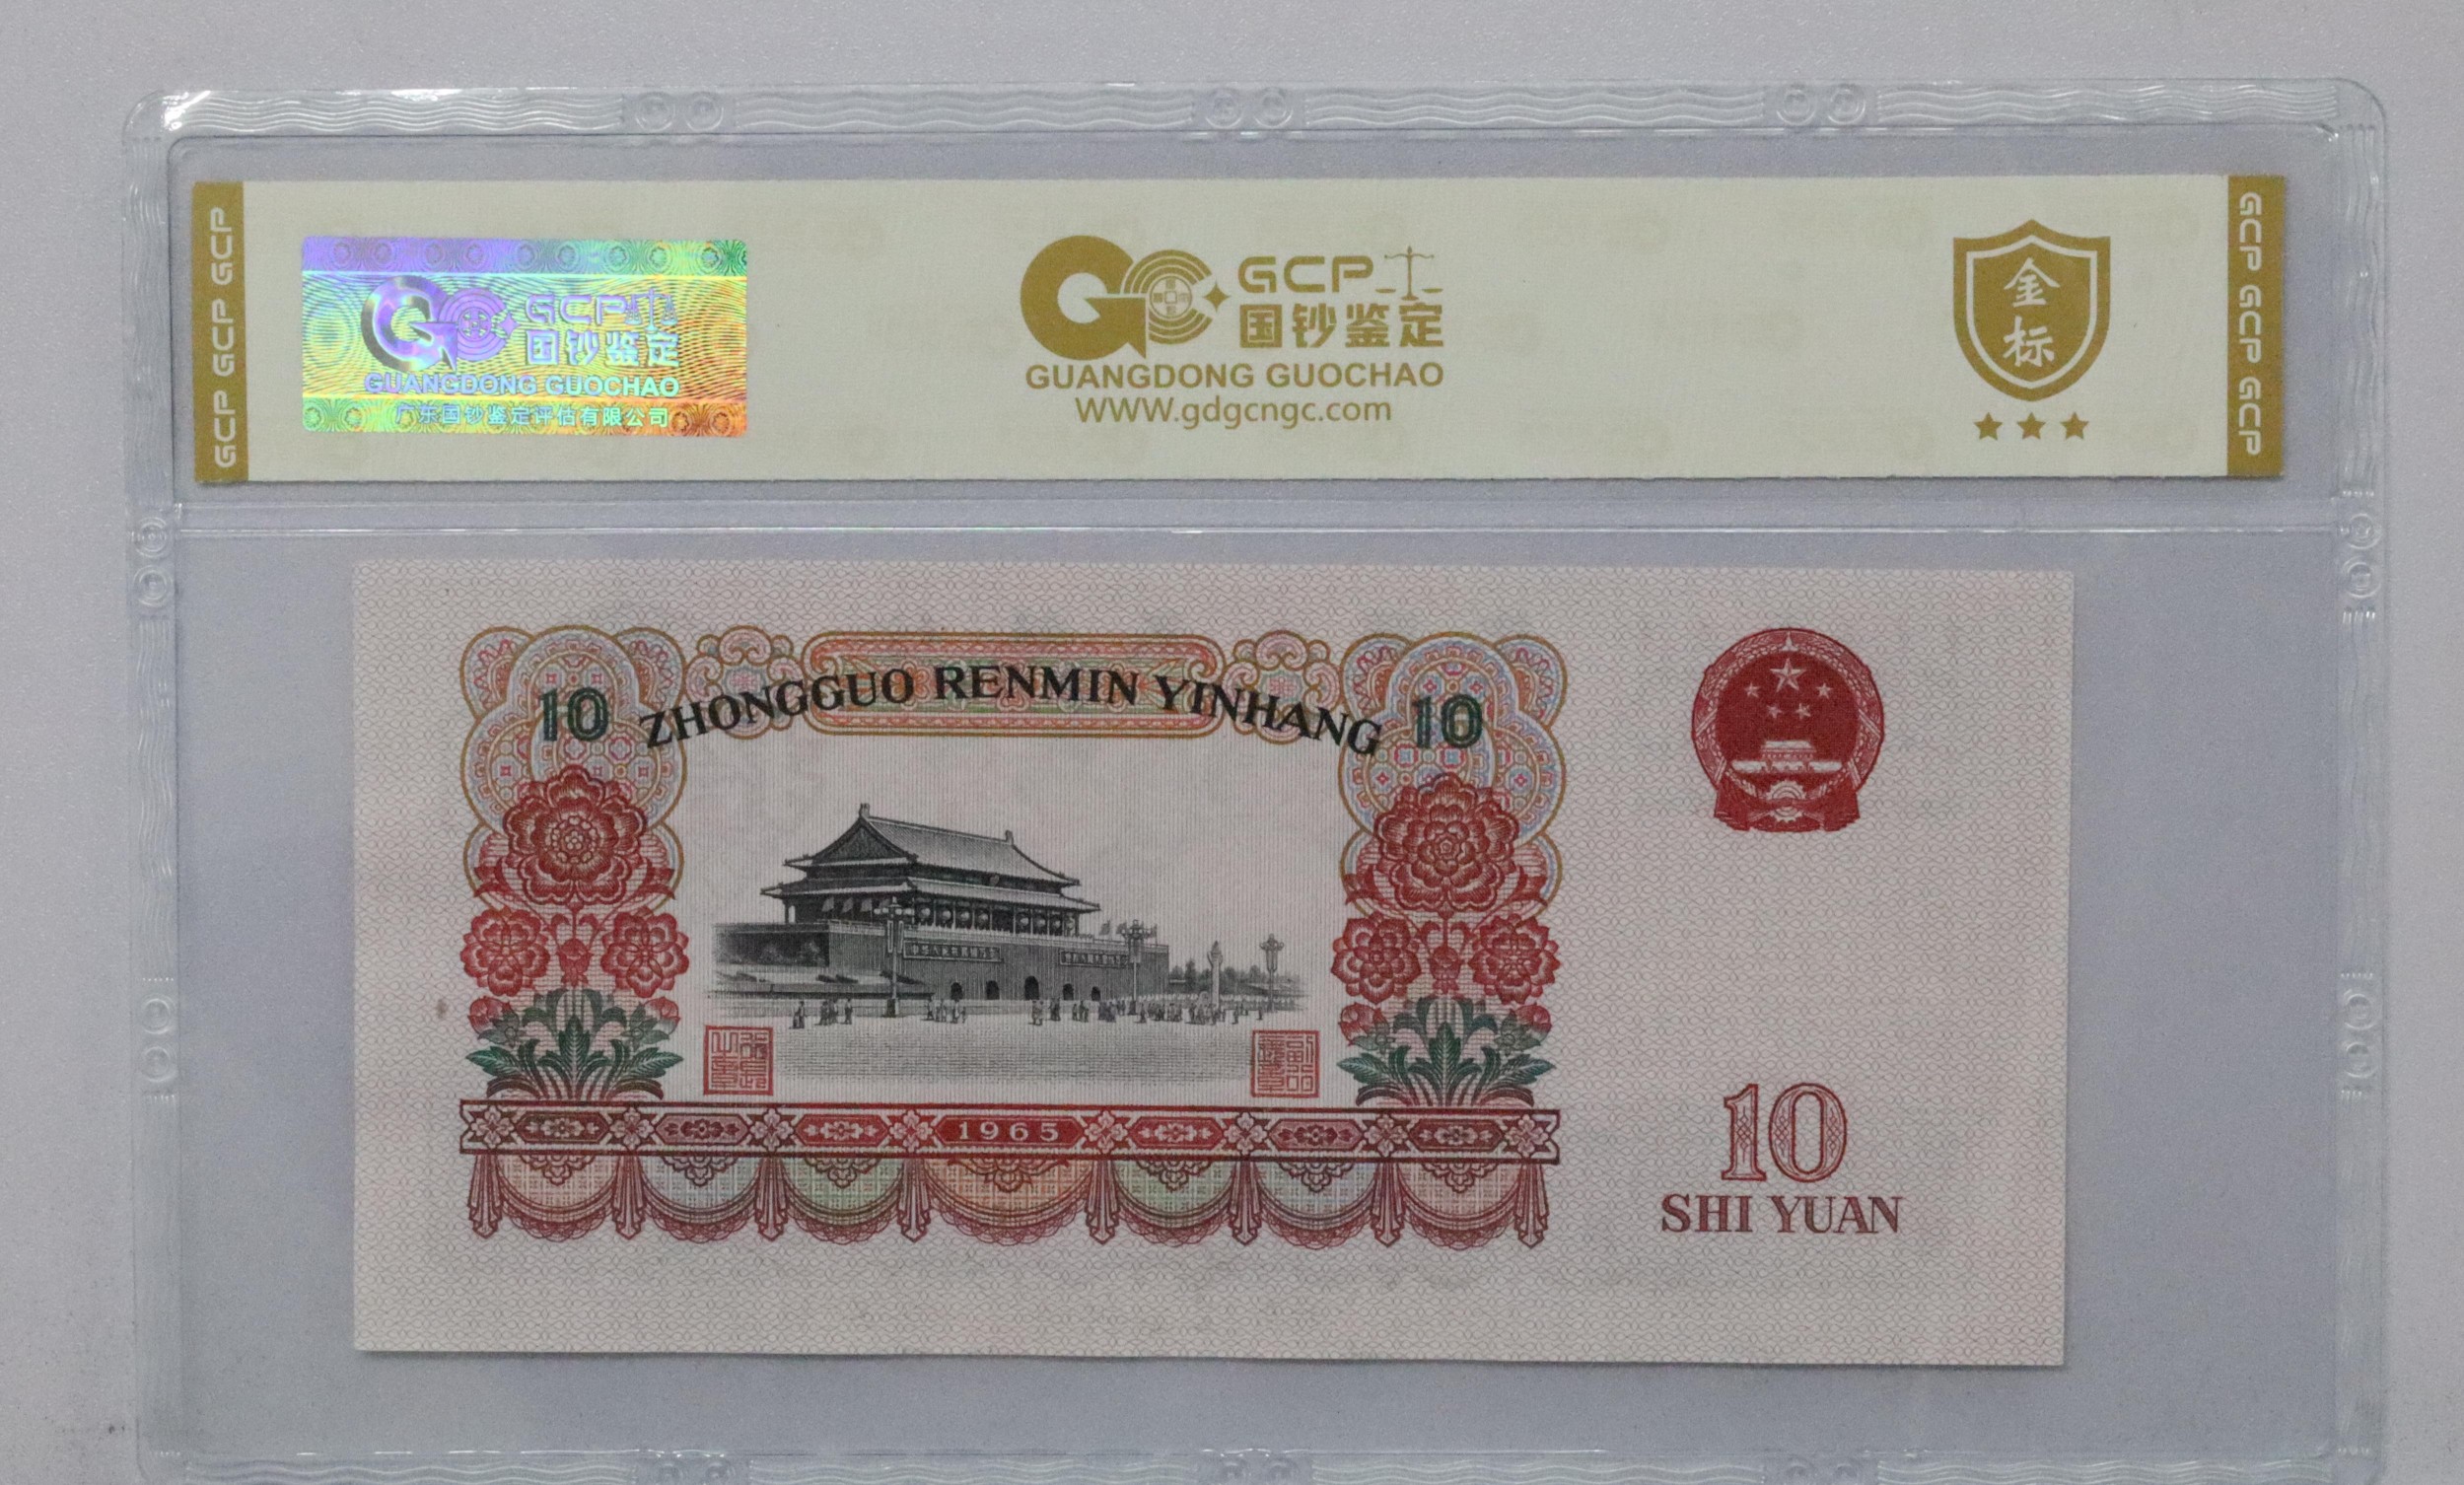 GCP GCP GCP
GCP
国钞鉴定
GUANGDONG GUOCHAO
广东国钞鉴定评估有限公司
GCP
国钞鉴定
GUANGDONG GUOCHAO
WWW.gdgcngc.com
金
标
GCP GCP GCP
10 ZHONGGUO RENMIN YINHANG 10
1965
10
SHI YUAN